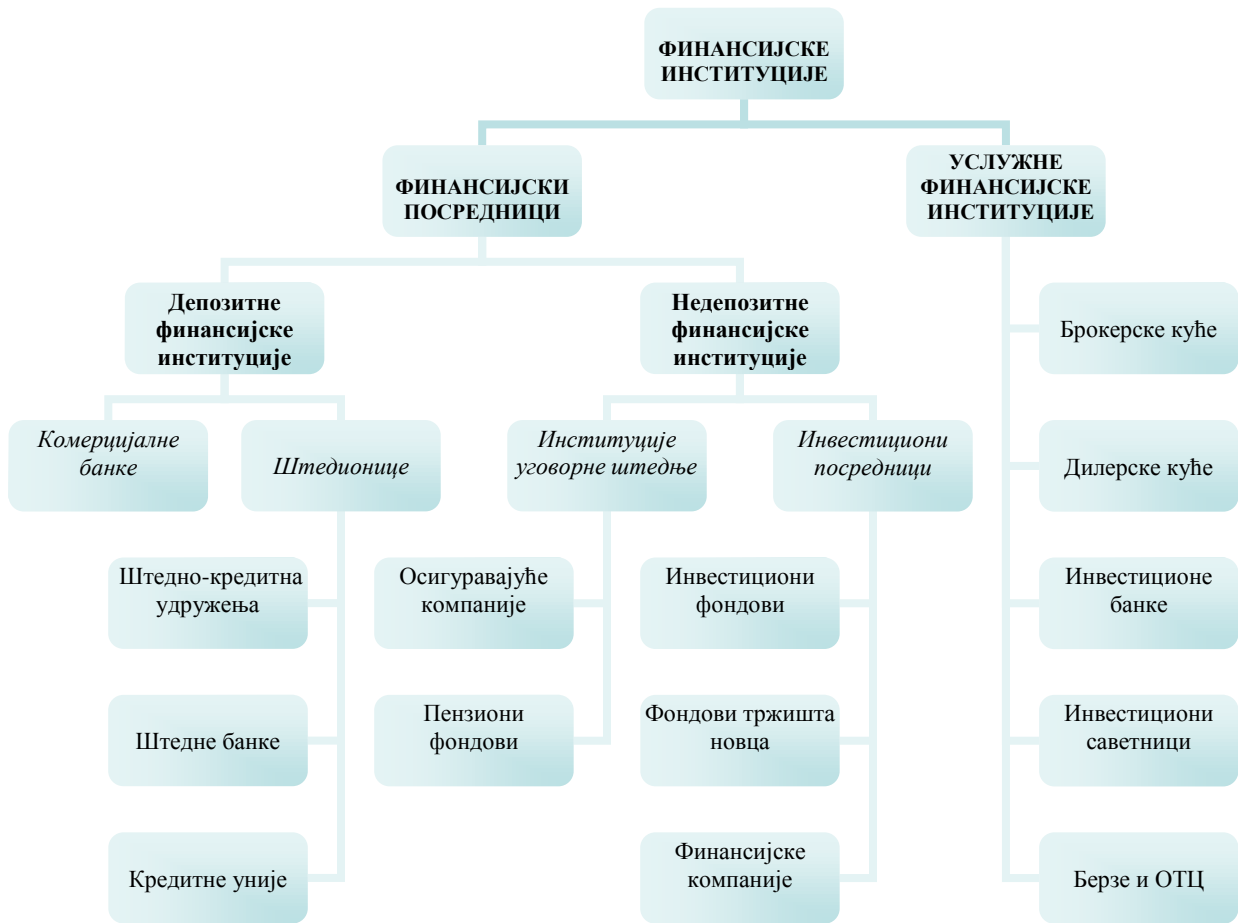 ФИНАНСИЈСКЕ
ИНСТИТУЦИЈЕ
ФИНАНСИЈСКИ
ПОСРЕДНИЦИ
УСЛУЖНЕ
ФИНАНСИЈСКЕ
ИНСТИТУЦИЈЕ
Депозитне
финансијске
институције
Недепозитне
финансијске
институције
Брокерске куће
Комерцијалне
банке
Штедионице
Институције
уговорне штедње
Инвестициони
посредници
Дилерске куће
Штедно-кредитна
удружења
Осигуравајуће
компаније
Инвестициони
фондови
Инвестиционе
банке
Штедне банке
Пензиони
фондови
Фондови тржишта
новца
Инвестициони
саветници
Кредитне уније
Финансијске
компаније
Берзе и ОТЦ